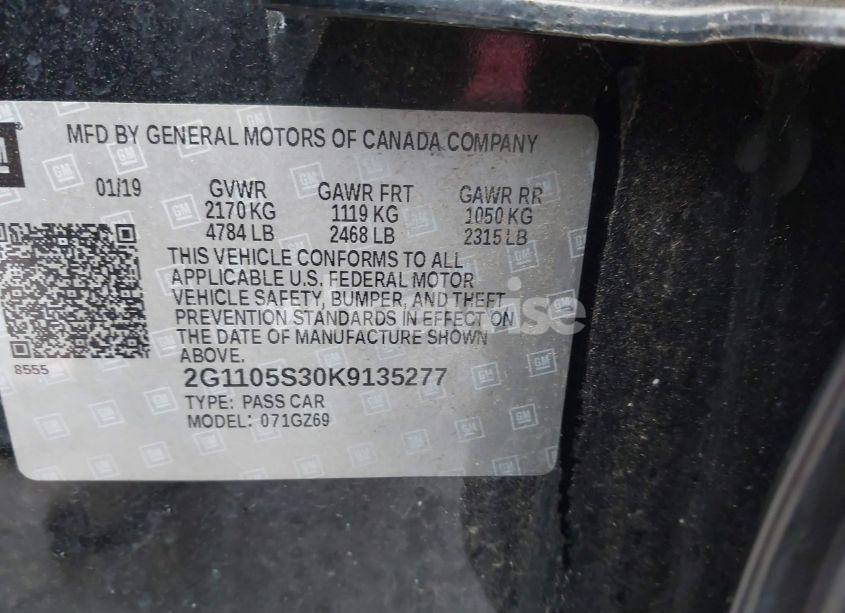 GM
MFD BY GENERAL MOTORS OF CANADA COMPANY
01/19 GVWR GAWR FRT GAWR RR
2170 KG 1119 KG 1050 KG
4784 LB 2468 LB 2315 LB
THIS VEHICLE CONFORMS TO ALL
APPLICABLE U.S. FEDERAL MOTOR
VEHICLE SAFETY, BUMPER, AND THEFT
PREVENTION STANDARDS IN EFFECT ON
THE DATE OF MANUFACTURE SHOWN
ABOVE.
8555
2G1105S30K9135277
TYPE: PASS CAR
MODEL: 071GZ69